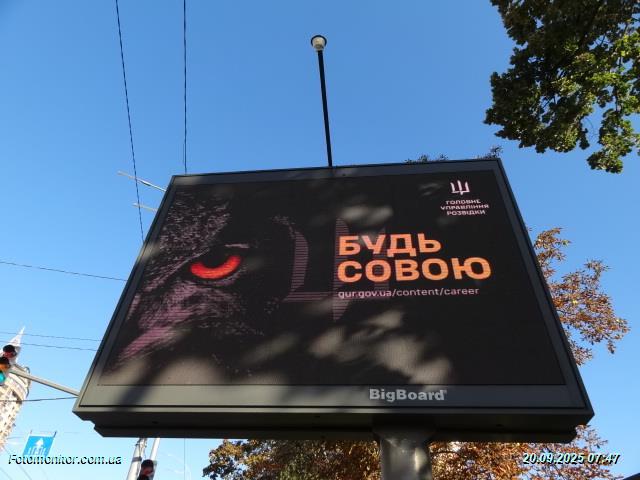 ГОЛОВНЕ
УПРАВЛІННЯ
РОЗВІДКИ
БУДЬ
СОВОЮ
gur.gov.ua/content/career
BigBoard
Fotomonitor.com.ua
20.09.2025 07:47